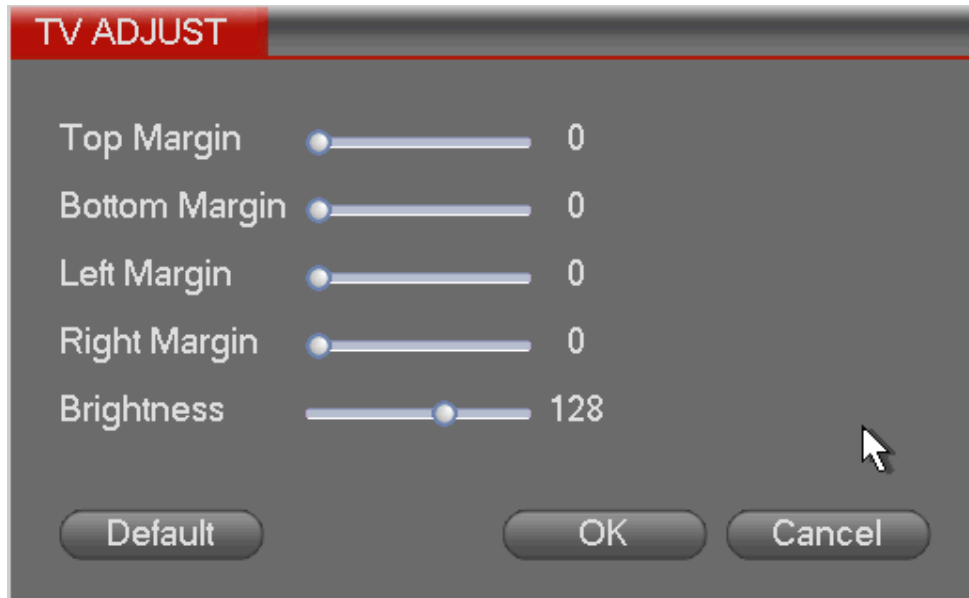 TV ADJUST
Top Margin 0
Bottom Margin 0
Left Margin 0
Right Margin 0
Brightness 128
Default OK Cancel